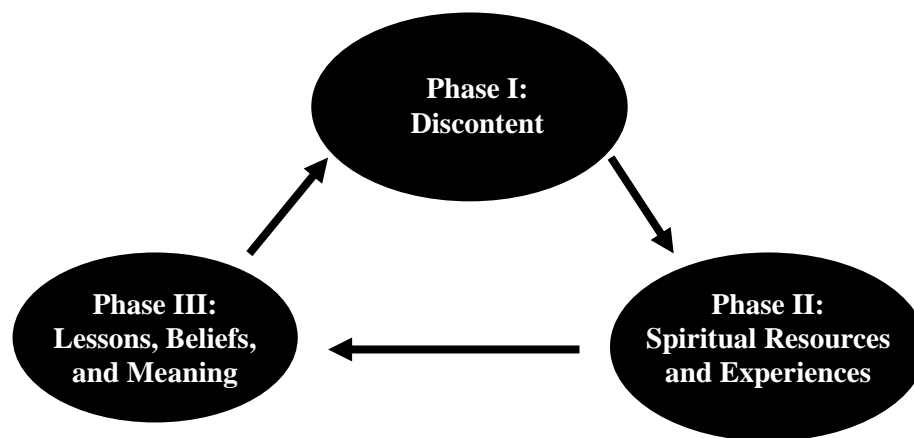 Phase I:
Discontent
Phase III:
Lessons, Beliefs,
and Meaning
Phase II:
Spiritual Resources
and Experiences